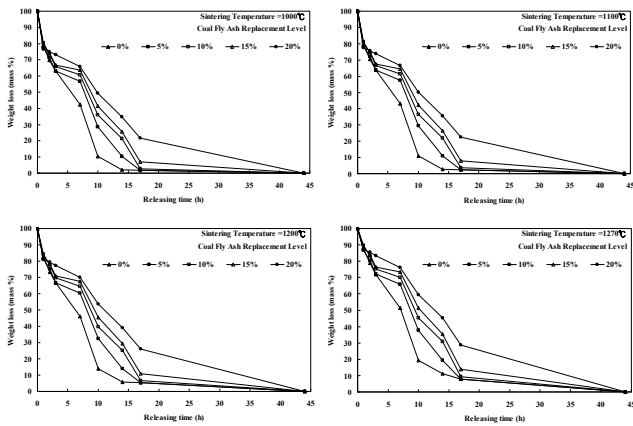 Sintering Temperature =1000℃
Coal Fly Ash Replacement Level
0% 5% 10% 15% 20%
Weight loss (mass %)
100
90
80
70
60
50
40
30
20
10
0
0 5 10 15 20 25 30 35 40 45
Releasing time (h)
Sintering Temperature =1100℃
Coal Fly Ash Replacement Level
0% 5% 10% 15% 20%
Weight loss (mass %)
100
90
80
70
60
50
40
30
20
10
0
0 5 10 15 20 25 30 35 40 45
Releasing time (h)
Sintering Temperature =1200℃
Coal Fly Ash Replacement Level
0% 5% 10% 15% 20%
Weight loss (mass %)
100
90
80
70
60
50
40
30
20
10
0
0 5 10 15 20 25 30 35 40 45
Releasing time (h)
Sintering Temperature =1270℃
Coal Fly Ash Replacement Level
0% 5% 10% 15% 20%
Weight loss (mass %)
100
90
80
70
60
50
40
30
20
10
0
0 5 10 15 20 25 30 35 40 45
Releasing time (h)